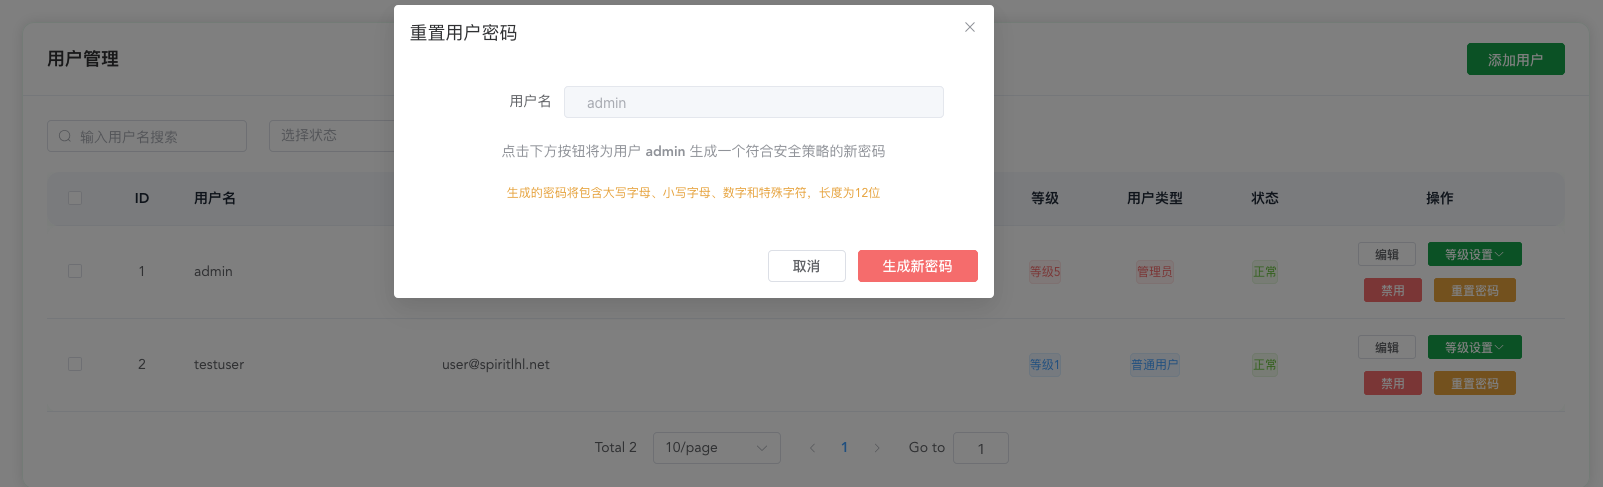 重置用户密码
用户管理
添加用户
用户名 admin
输入用户名搜索 选择状态
点击下方按钮将为用户 admin 生成一个符合安全策略的新密码
生成的密码将包含大写字母、小写字母、数字和特殊字符，长度为12位
ID 用户名 等级 用户类型 状态 操作
取消 生成新密码
1 admin 等级5 管理员 正常 编辑 等级设置
禁用 重置密码
2 testuser user@spiritlhl.net 等级1 普通用户 正常 编辑 等级设置
禁用 重置密码
Total 2 10/page 1 Go to 1